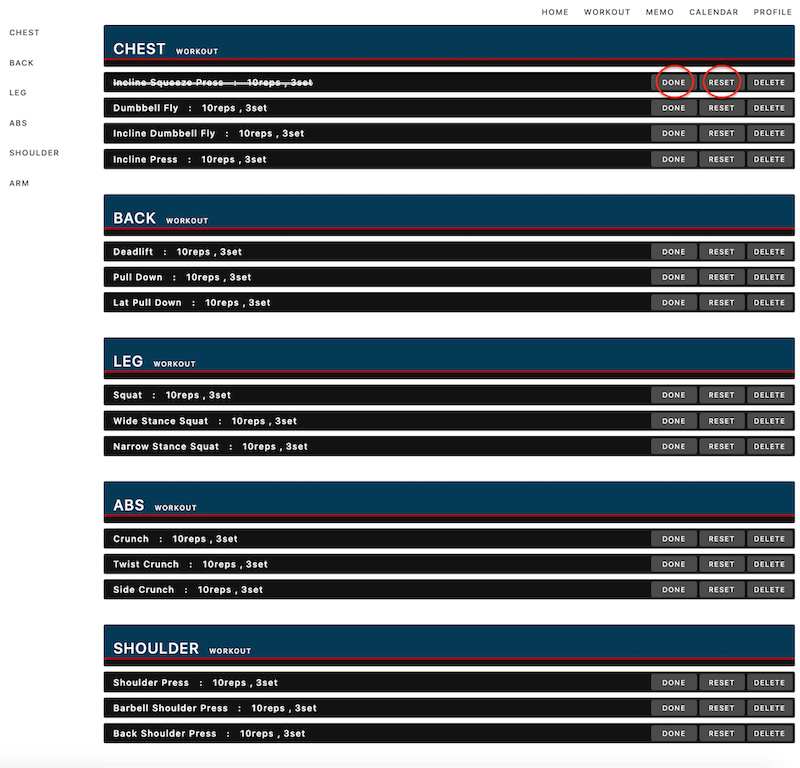 HOME WORKOUT MEMO CALENDAR PROFILE
CHEST
BACK
LEG
ABS
SHOULDER
ARM
CHEST WORKOUT
Incline Squeeze Press : 10reps , 3set DONE RESET DELETE
Dumbbell Fly : 10reps , 3set DONE RESET DELETE
Incline Dumbbell Fly : 10reps , 3set DONE RESET DELETE
Incline Press : 10reps , 3set DONE RESET DELETE
BACK WORKOUT
Deadlift : 10reps , 3set DONE RESET DELETE
Pull Down : 10reps , 3set DONE RESET DELETE
Lat Pull Down : 10reps , 3set DONE RESET DELETE
LEG WORKOUT
Squat : 10reps , 3set DONE RESET DELETE
Wide Stance Squat : 10reps , 3set DONE RESET DELETE
Narrow Stance Squat : 10reps , 3set DONE RESET DELETE
ABS WORKOUT
Crunch : 10reps , 3set DONE RESET DELETE
Twist Crunch : 10reps , 3set DONE RESET DELETE
Side Crunch : 10reps , 3set DONE RESET DELETE
SHOULDER WORKOUT
Shoulder Press : 10reps , 3set DONE RESET DELETE
Barbell Shoulder Press : 10reps , 3set DONE RESET DELETE
Back Shoulder Press : 10reps , 3set DONE RESET DELETE